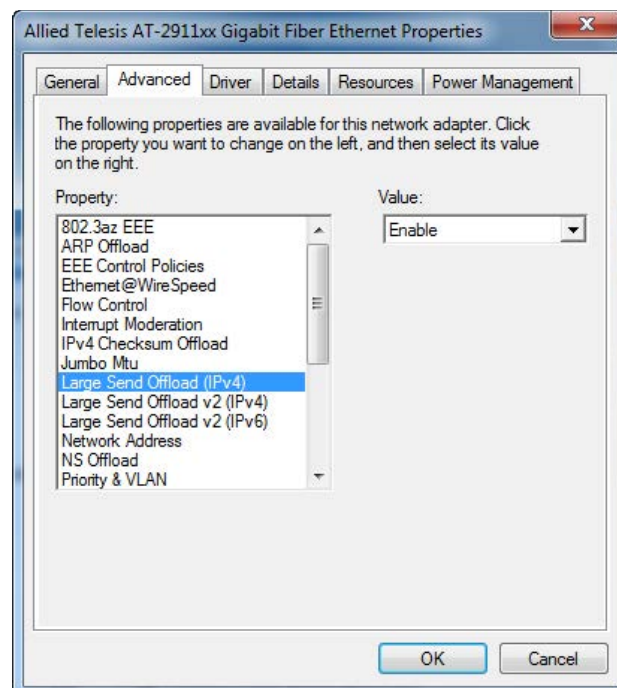 Allied Telesis AT-2911xx Gigabit Fiber Ethernet Properties
General Advanced Driver Details Resources Power Management
The following properties are available for this network adapter. Click
the property you want to change on the left, and then select its value
on the right.
Property:
Value:
802.3az EEE
ARP Offload
EEE Control Policies
Ethernet@WireSpeed
Flow Control
Interrupt Moderation
IPv4 Checksum Offload
Jumbo Mtu
Large Send Offload (IPv4)
Large Send Offload v2 (IPv4)
Large Send Offload v2 (IPv6)
Network Address
NS Offload
Priority & VLAN
Enable
OK Cancel